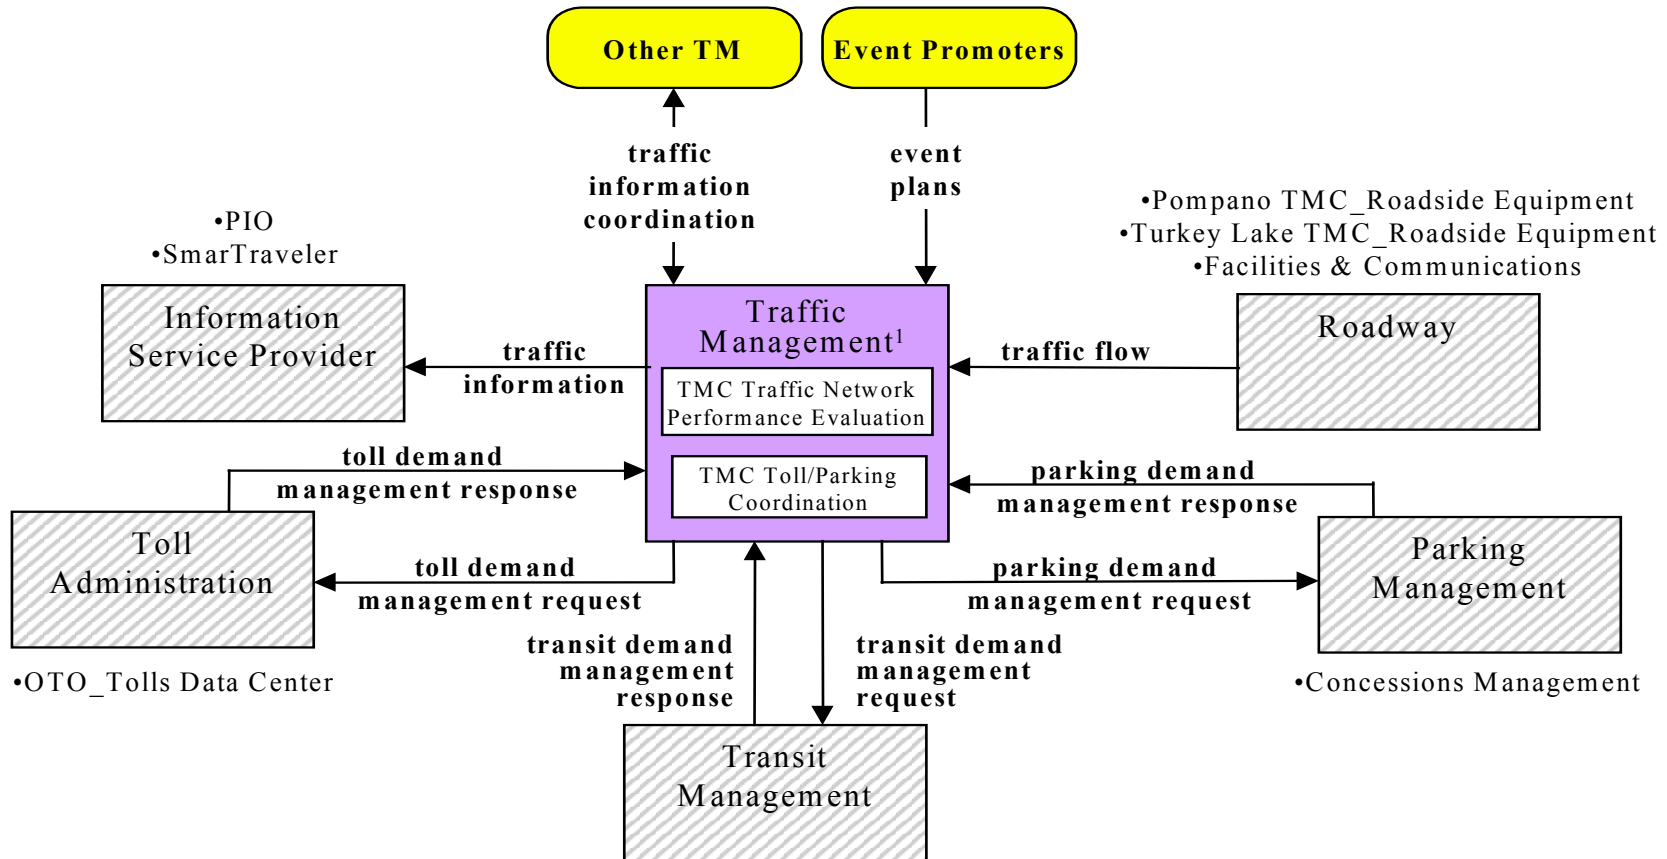 Other TM
Event Promoters
traffic
information
coordination
event
plans
•PIO
•SmarTraveler
•Pompano TMC_Roadside Equipment
•Turkey Lake TMC_Roadside Equipment
•Facilities & Communications
Information
Service Provider
traffic
information
Traffic
Management¹
TMC Traffic Network
Performance Evaluation
TMC Toll/Parking
Coordination
traffic flow
Roadway
toll demand
management response
parking demand
management response
Toll
Administration
toll demand
management request
parking demand
management request
Parking
Management
•OTO_Tolls Data Center
transit demand
management
response
transit demand
management
request
•Concessions Management
Transit
Management